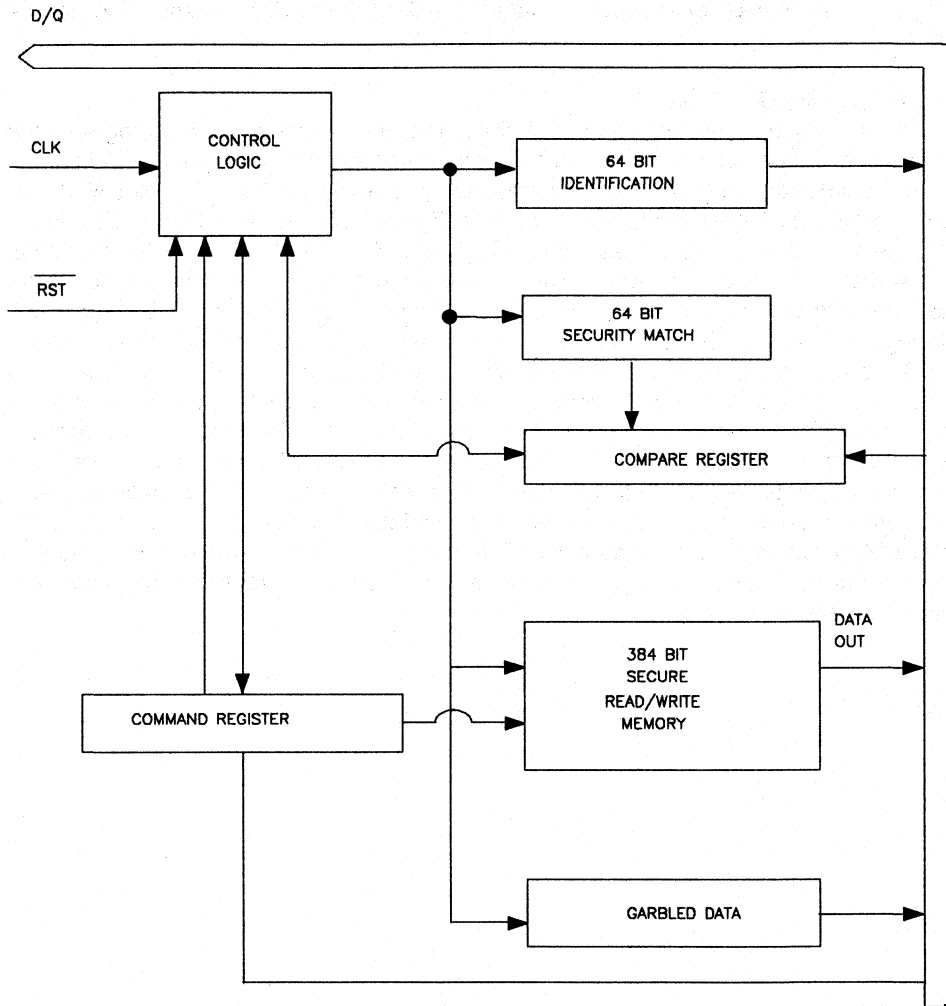 D/Q
CONTROL
LOGIC
CLK
64 BIT
IDENTIFICATION
RST
64 BIT
SECURITY MATCH
COMPARE REGISTER
DATA
OUT
384 BIT
SECURE
READ/WRITE
MEMORY
COMMAND REGISTER
GARBLED DATA